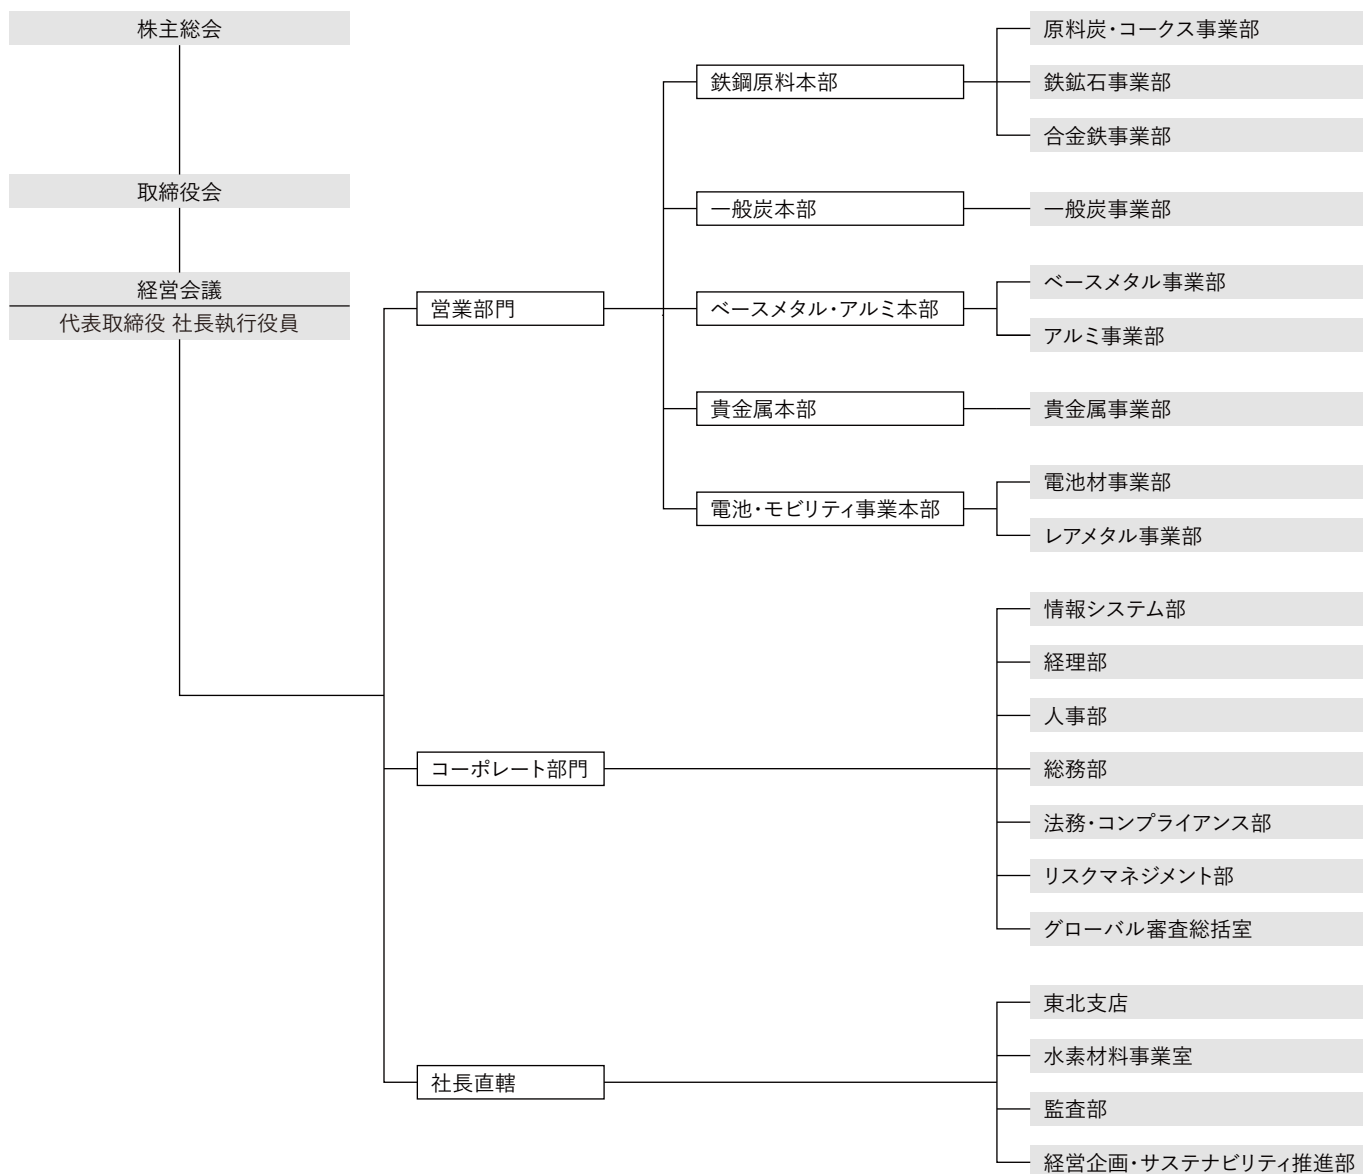 株主総会
取締役会
経営会議
代表取締役 社長執行役員
営業部門
鉄鋼原料本部
原料炭・コークス事業部
鉄鉱石事業部
合金鉄事業部
一般炭本部
一般炭事業部
ベースメタル・アルミ本部
ベースメタル事業部
アルミ事業部
貴金属本部
貴金属事業部
電池・モビリティ事業本部
電池材事業部
レアメタル事業部
コーポレート部門
情報システム部
経理部
人事部
総務部
法務・コンプライアンス部
リスクマネジメント部
グローバル審査総括室
社長直轄
東北支店
水素材料事業室
監査部
経営企画・サステナビリティ推進部